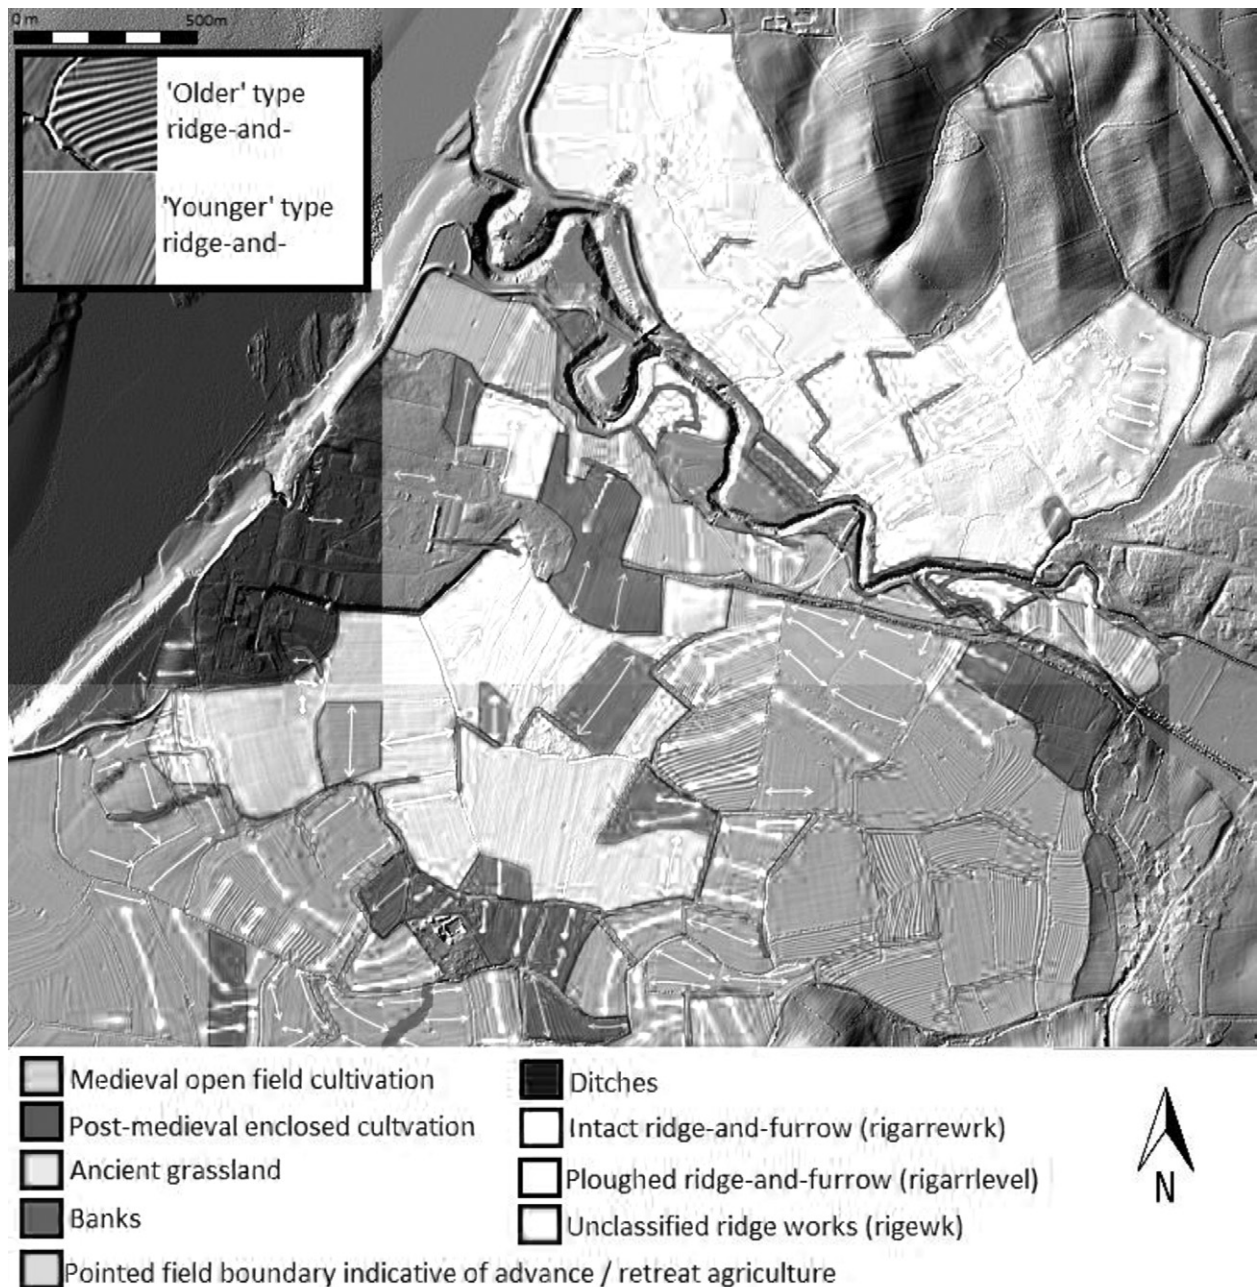 0 m 500m
'Older' type
ridge-and-
'Younger' type
ridge-and-
Medieval open field cultivation
Post-medieval enclosed cultvation
Ancient grassland
Banks
Pointed field boundary indicative of advance / retreat agriculture
Ditches
Intact ridge-and-furrow (rigarrewrk)
Ploughed ridge-and-furrow (rigarrlevel)
Unclassified ridge works (rigewk)
N